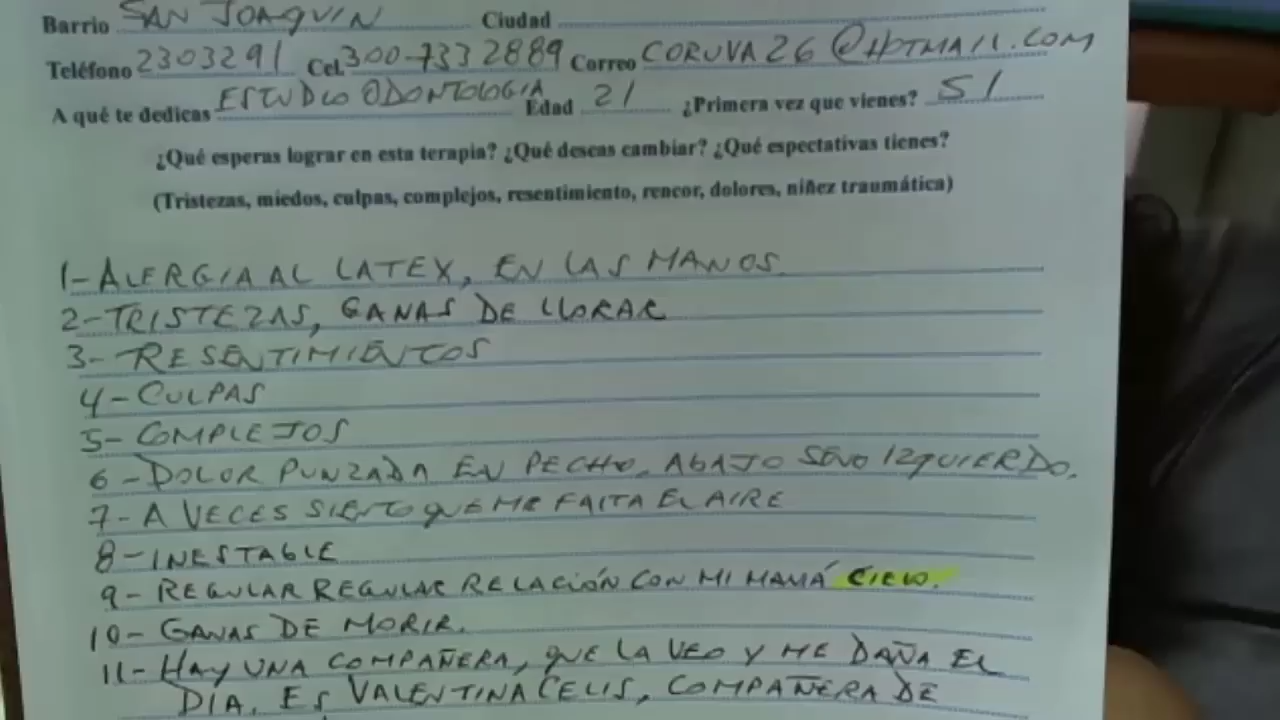 Barrio SAN JOAQUIN Ciudad
Teléfono 2303291 Cel. 300-7332889 Correo CORUVA26@HOTMAIL.COM
A qué te dedicas ESTUDIO ODONTOLOGIA Edad 21 ¿Primera vez que vienes? SI
¿Qué esperas lograr en esta terapia? ¿Qué deseas cambiar? ¿Qué espectativas tienes?
(Tristezas, miedos, culpas, complejos, resentimiento, rencor, dolores, niñez traumática)
1- ALERGIA AL LATEX, EN LAS MANOS.
2- TRISTEZAS, GANAS DE LLORAR
3- RESENTIMIENTOS
4- CULPAS
5- COMPLEJOS
6- DOLOR PUNZADA EN PECHO, ABAJO SENO IZQUIERDO.
7- A VECES SIENTO QUE ME FALTA EL AIRE
8- INESTABLE
9- REGULAR REGULAR RELACIÓN CON MI MAMÁ CIELO.
10- GANAS DE MORIR.
11- HAY UNA COMPAÑERA, QUE LA VEO Y ME DAÑA EL
DÍA. ES VALENTINA CELIS, COMPAÑERA DE